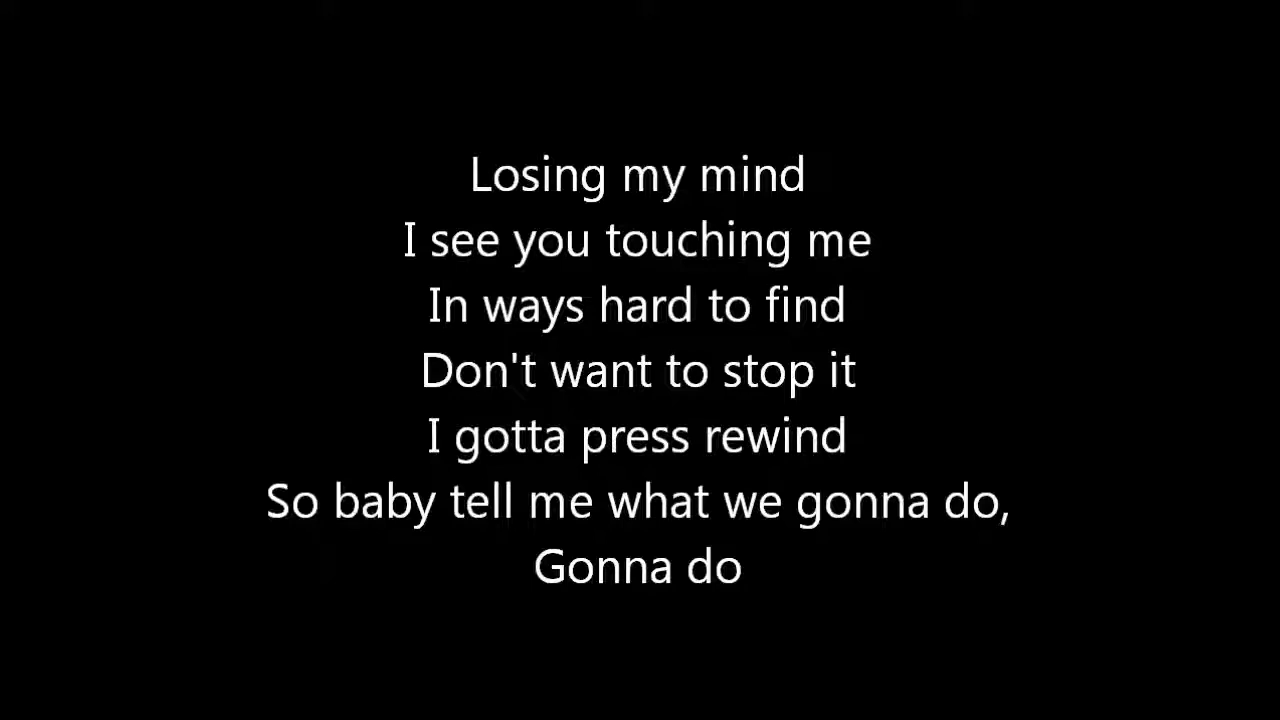 Losing my mind
I see you touching me
In ways hard to find
Don't want to stop it
I gotta press rewind
So baby tell me what we gonna do,
Gonna do